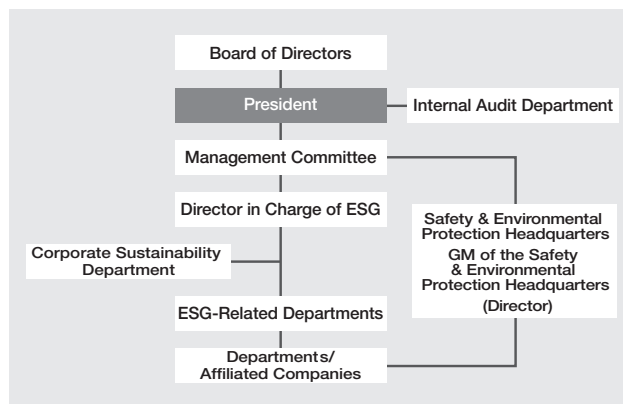 Board of Directors
President
Internal Audit Department
Management Committee
Director in Charge of ESG
Safety & Environmental
Protection Headquarters
GM of the Safety
& Environmental
Protection Headquarters
(Director)
Corporate Sustainability
Department
ESG-Related Departments
Departments/
Affiliated Companies